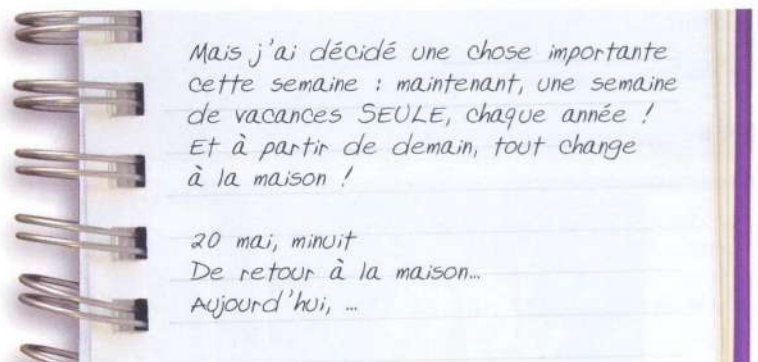 Mais j'ai décidé une chose importante
cette semaine : maintenant, une semaine
de vacances SEULE, chaque année !
Et à partir de demain, tout change
à la maison !
20 mai, minuit
De retour à la maison...
Aujourd'hui, ...